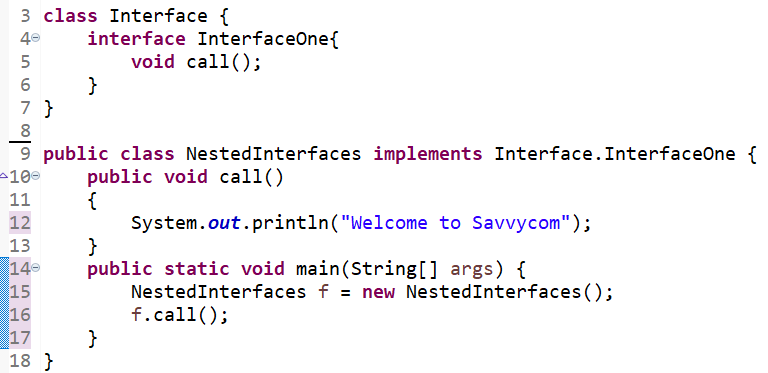 3 class Interface {
4     interface InterfaceOne{
5         void call();
6     }
7 }
8
9 public class NestedInterfaces implements Interface.InterfaceOne {
10     public void call()
11     {
12         System.out.println("Welcome to Savvycom");
13     }
14     public static void main(String[] args) {
15         NestedInterfaces f = new NestedInterfaces();
16         f.call();
17     }
18 }